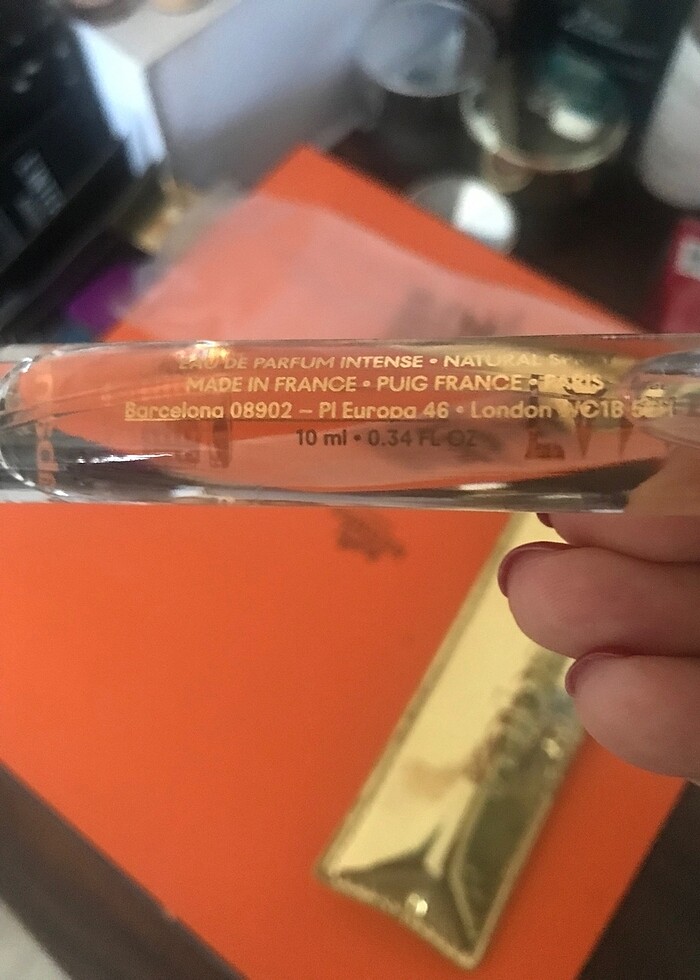 EAU DE PARFUM INTENSE • NATURAL SPRAY
MADE IN FRANCE • PUIG FRANCE • PARIS
Barcelona 08902 – Pl Europa 46 • London WC1B
10 ml • 0.34 FL OZ